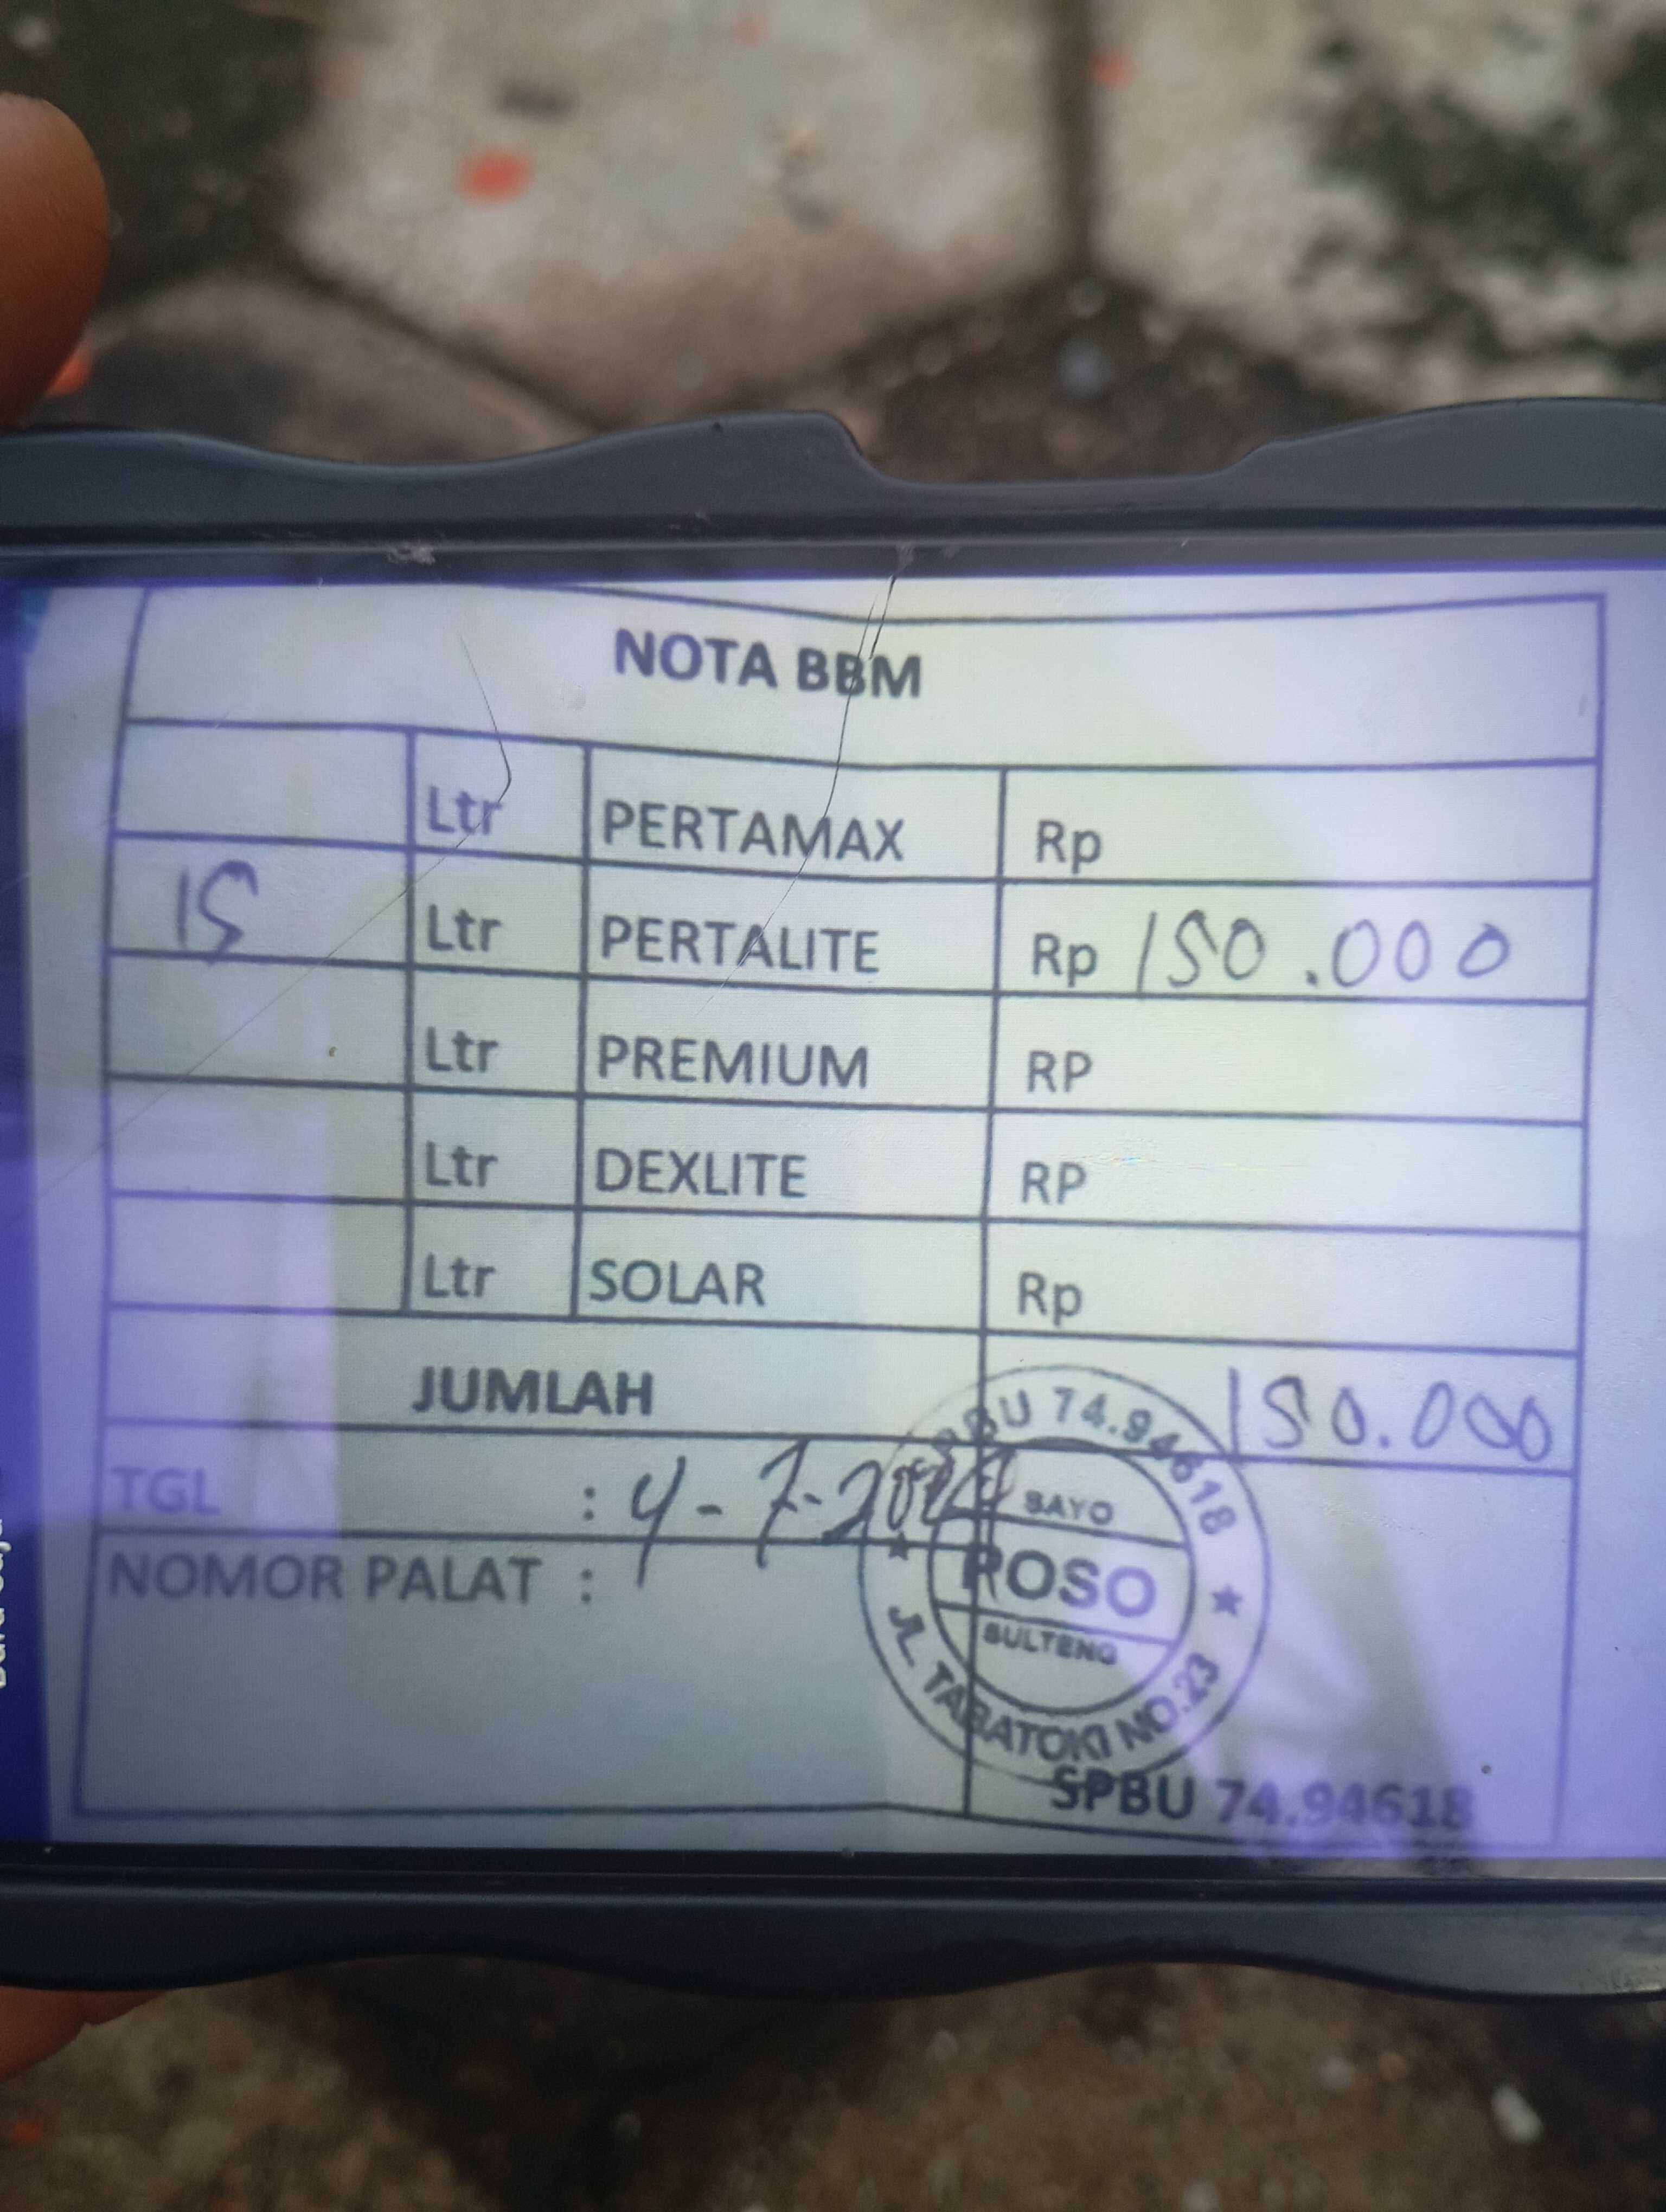 NOTA BBM
Ltr PERTAMAX Rp
15 Ltr PERTALITE Rp 150.000
Ltr PREMIUM RP
Ltr DEXLITE RP
Ltr SOLAR Rp
JUMLAH 150.000
TGL : 4-7-
NOMOR PALAT :
SPBU 74.94618
SAYO
POSO
SULTENG
JL. TABATOKI NO.23
SPBU 74.94618